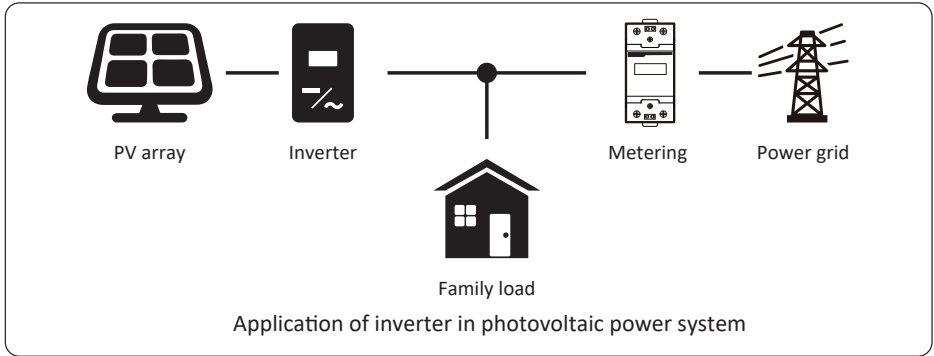 PV array
Inverter
Metering
Power grid
Family load
Application of inverter in photovoltaic power system